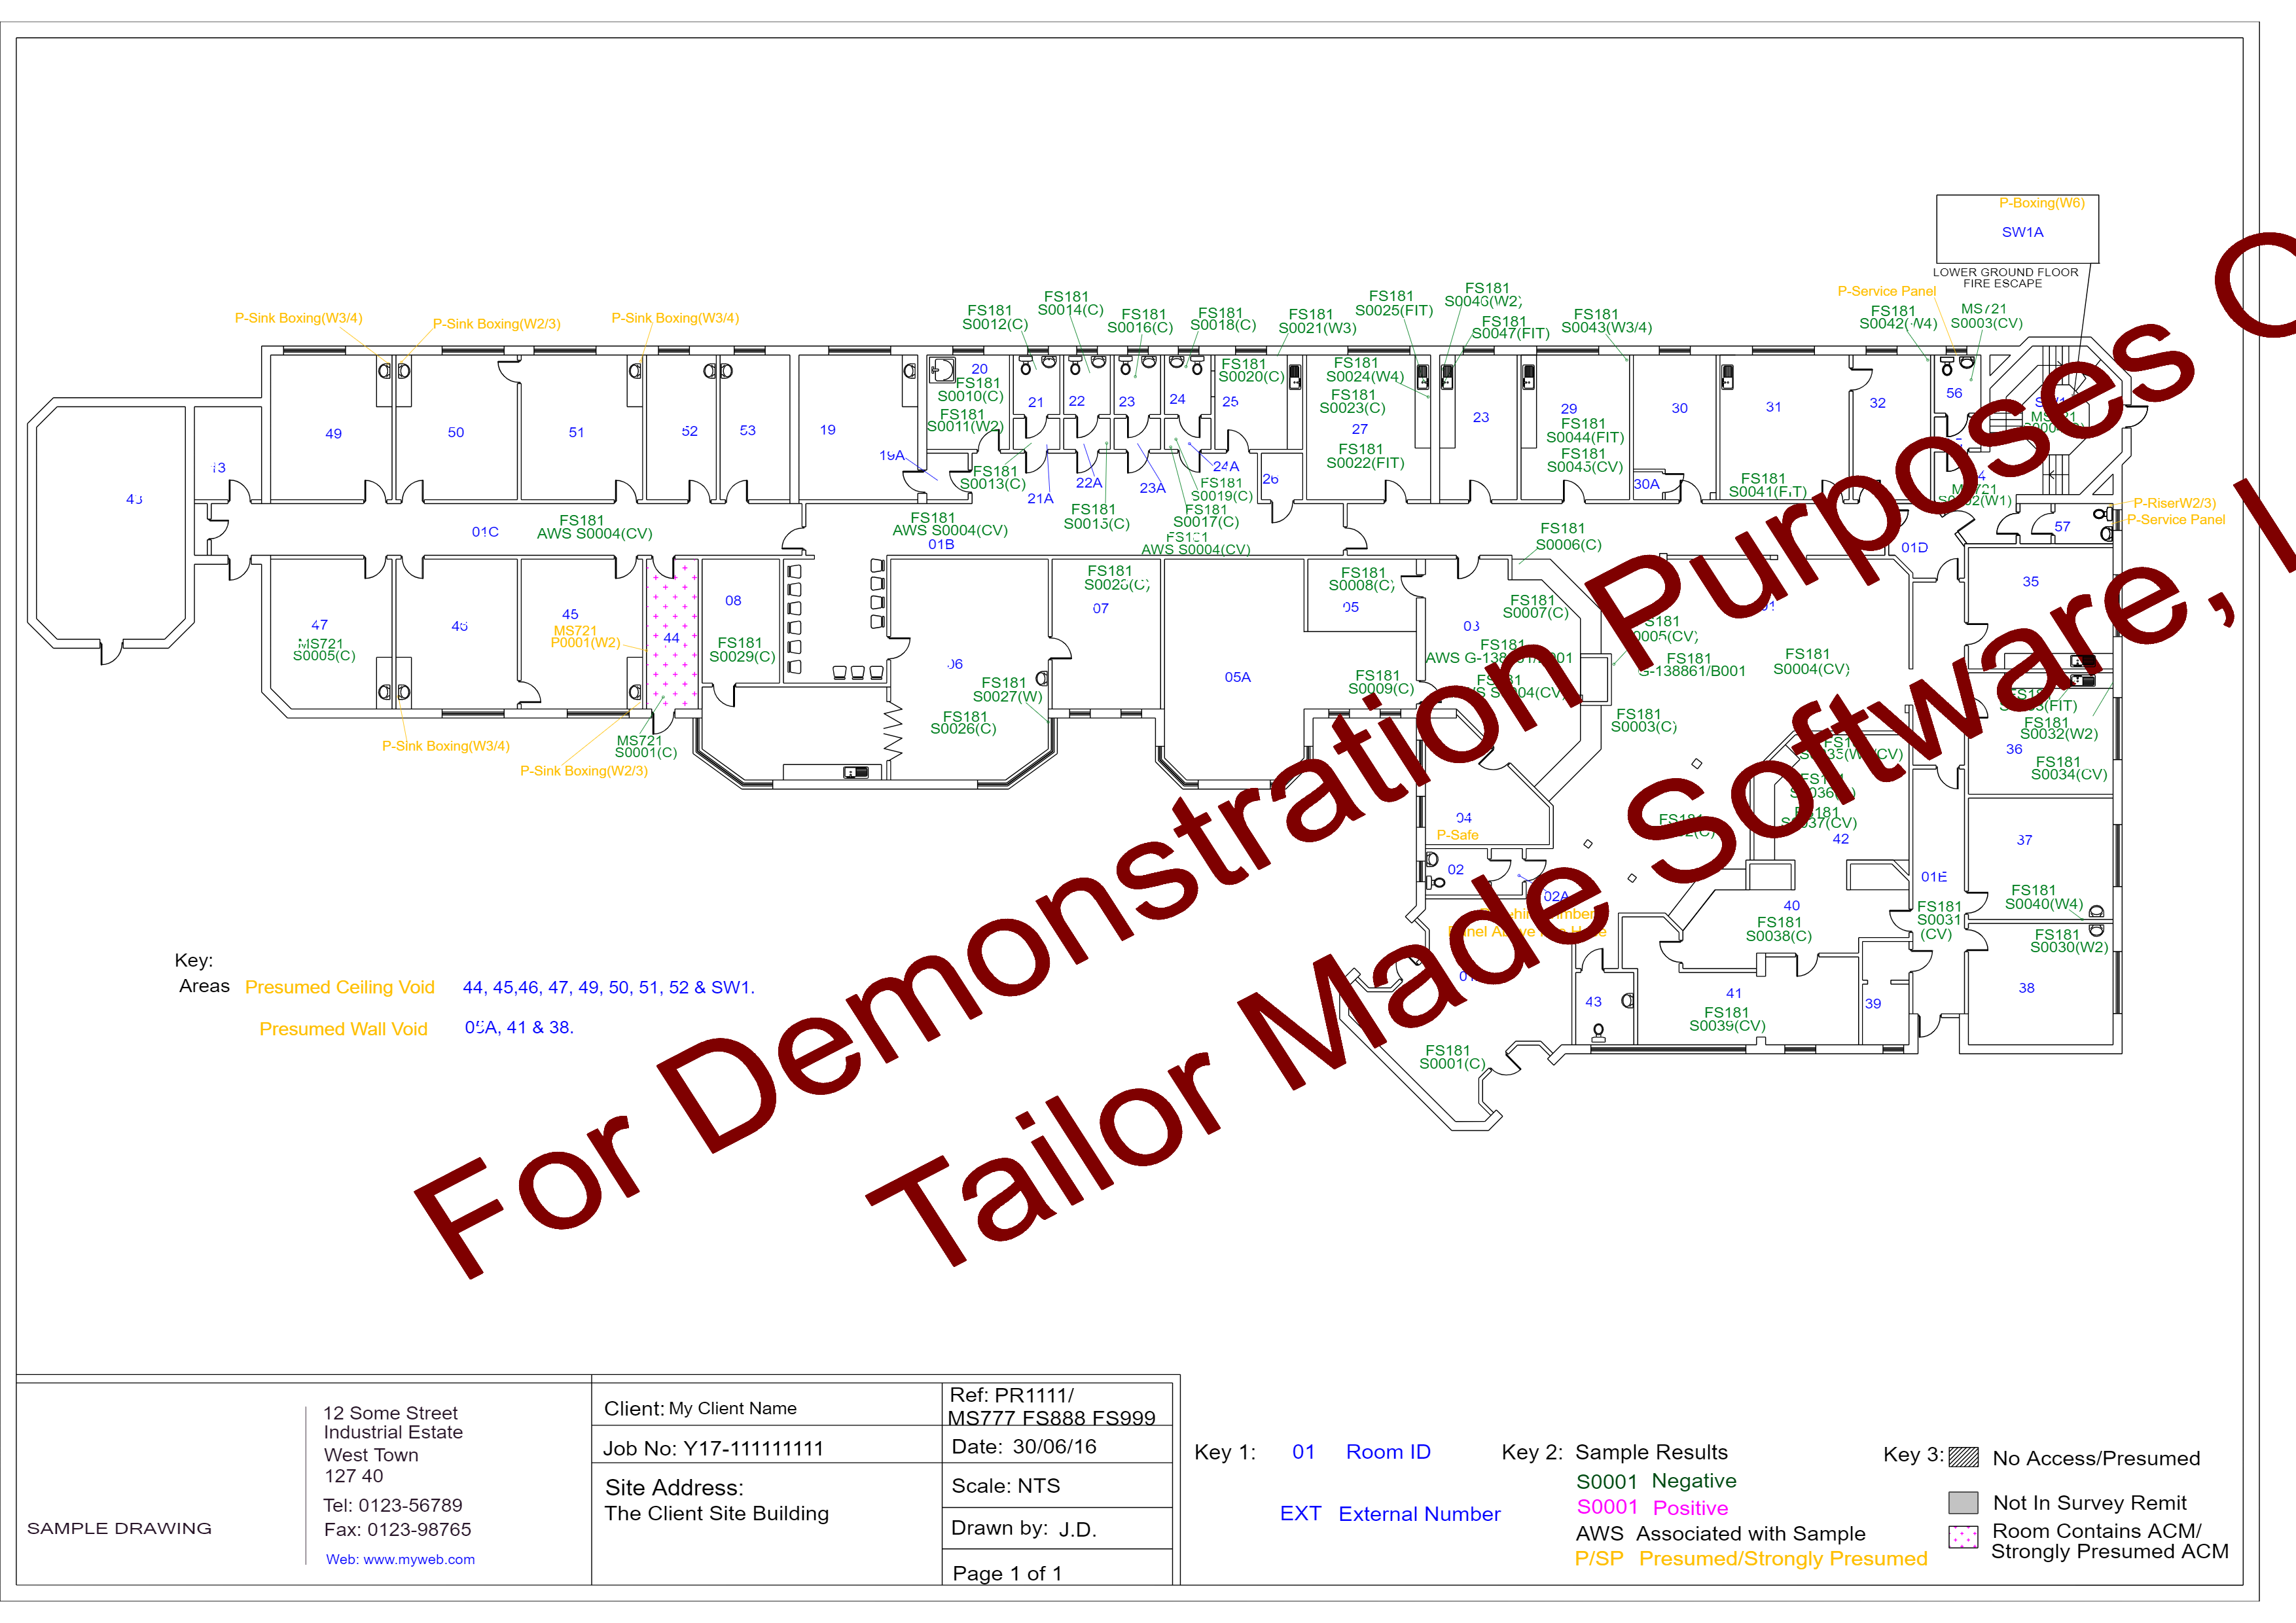 P-Boxing(W6)
SW1A
LOWER GROUND FLOOR
FIRE ESCAPE
P-Service Panel
P-Sink Boxing(W3/4)
P-Sink Boxing(W2/3)
P-Sink Boxing(W3/4)
FS181
S0012(C)
FS181
S0014(C)
FS181
S0016(C)
FS181
S0018(C)
FS181
S0021(W3)
FS181
S0025(FIT)
FS181
S0046(W2)
FS181
S0047(FIT)
FS181
S0043(W3/4)
FS181
S0042(W4)
MS721
S0003(CV)
49
50
51
52
53
19
19A
20
FS181
S0010(C)
FS181
S0011(W2)
21
22
23
24
25
FS181
S0020(C)
FS181
S0024(W4)
FS181
S0023(C)
27
FS181
S0022(FIT)
23
29
FS181
S0044(FIT)
FS181
S0045(CV)
30
30A
31
FS181
S0041(FIT)
32
56
FS181
S0013(C)
21A
22A
23A
24A
FS181
S0019(C)
FS181
S0015(C)
FS181
S0017(C)
26
P-RiserW2/3)
P-Service Panel
57
01C
FS181
AWS S0004(CV)
FS181
AWS S0004(CV)
01B
AWS S0004(CV)
FS181
S0006(C)
01D
47
MS721
S0005(C)
46
45
MS721
P0001(W2)
44
08
FS181
S0029(C)
06
FS181
S0027(W)
FS181
S0026(C)
FS181
S0028(C)
07
05A
FS181
S0008(C)
05
FS181
S0009(C)
03
FS181
S0007(C)
FS181
G-138861/B001
FS181
S0004(CV)
FS181
S0003(C)
35
FS181
S0032(W2)
36
FS181
S0034(CV)
P-Sink Boxing(W3/4)
P-Sink Boxing(W2/3)
MS721
S0001(C)
04
P-Safe
02
02A
42
37
FS181
S0040(W4)
01E
FS181
S0031
(CV)
40
FS181
S0038(C)
FS181
S0030(W2)
38
39
41
FS181
S0039(CV)
43
FS181
S0001(C)
Key:
Areas Presumed Ceiling Void 44, 45,46, 47, 49, 50, 51, 52 & SW1.
Presumed Wall Void 05A, 41 & 38.
For Demonstration Purposes
Tailor Made Software,
SAMPLE DRAWING
12 Some Street
Industrial Estate
West Town
127 40
Tel: 0123-56789
Fax: 0123-98765
Web: www.myweb.com
Client: My Client Name
Job No: Y17-111111111
Site Address:
The Client Site Building
Ref: PR1111/
MS777 FS888 FS999
Date: 30/06/16
Scale: NTS
Drawn by: J.D.
Page 1 of 1
Key 1: 01 Room ID
EXT External Number
Key 2: Sample Results
S0001 Negative
S0001 Positive
AWS Associated with Sample
P/SP Presumed/Strongly Presumed
Key 3: No Access/Presumed
Not In Survey Remit
Room Contains ACM/
Strongly Presumed ACM